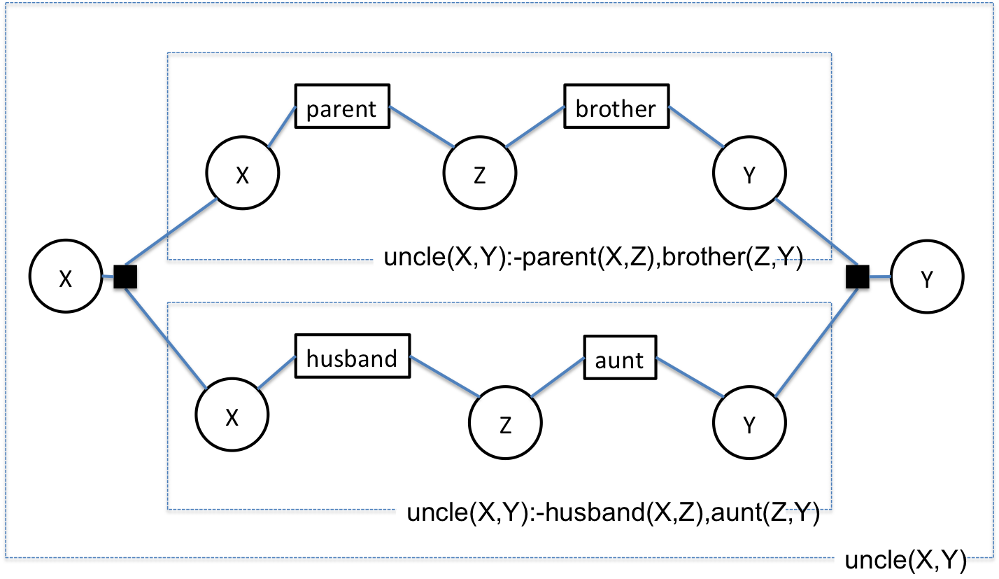 parent
brother
X
Z
Y
uncle(X,Y):-parent(X,Z),brother(Z,Y)
X
Y
husband
aunt
X
Z
Y
uncle(X,Y):-husband(X,Z),aunt(Z,Y)
uncle(X,Y)